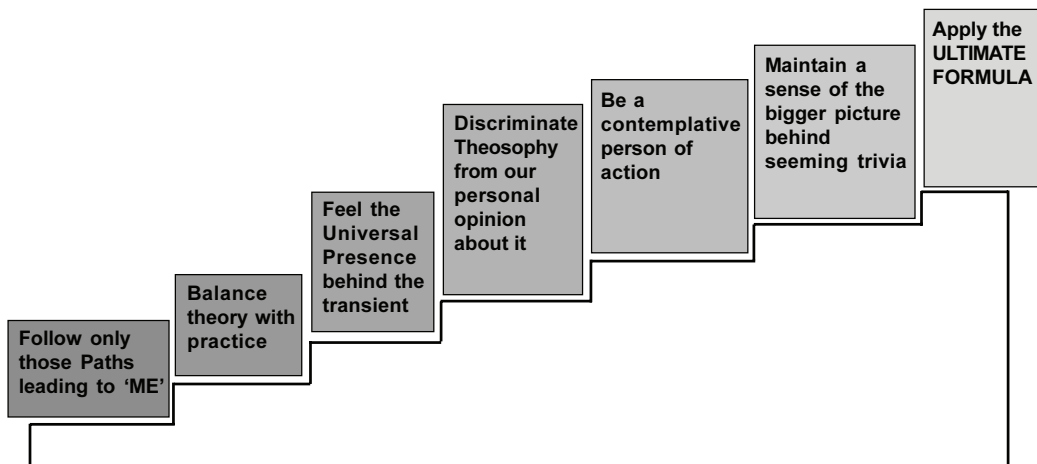 Follow only
those Paths
leading to ‘ME’
Balance
theory with
practice
Feel the
Universal
Presence
behind the
transient
Discriminate
Theosophy
from our
personal
opinion
about it
Be a
contemplative
person of
action
Maintain a
sense of the
bigger picture
behind
seeming trivia
Apply the
ULTIMATE
FORMULA